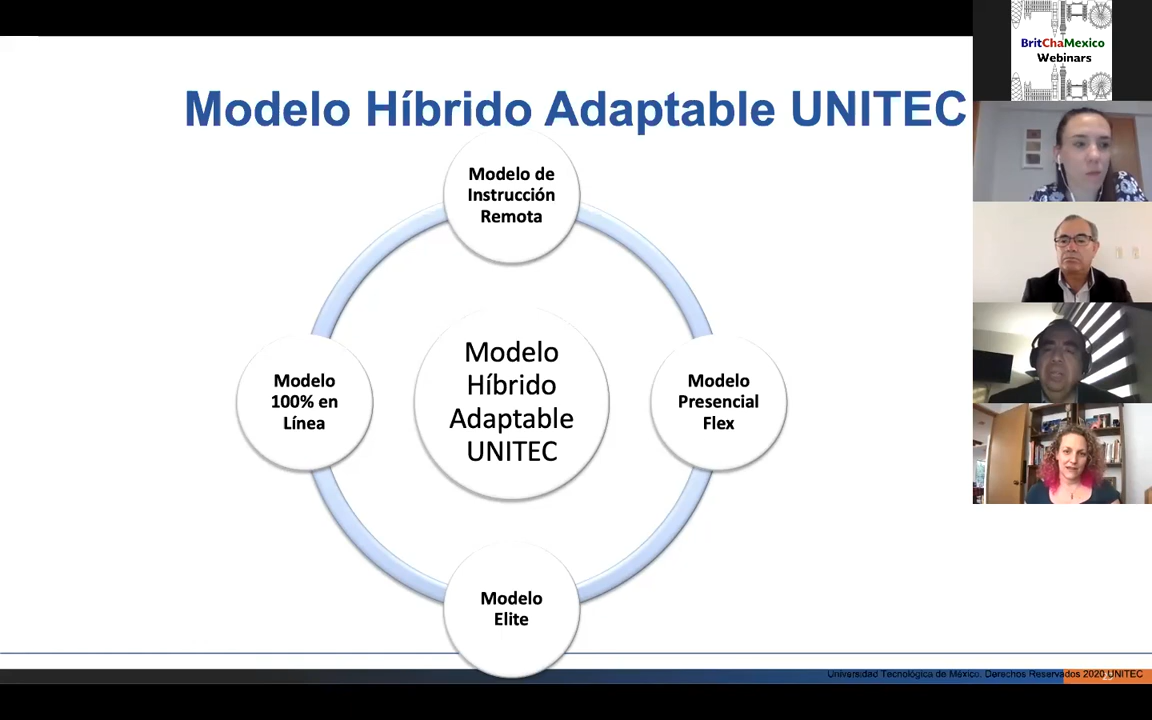 BritChaMexico
Webinars
Modelo Híbrido Adaptable UNITEC
Modelo de
Instrucción
Remota
Modelo
100% en
Línea
Modelo
Híbrido
Adaptable
UNITEC
Modelo
Presencial
Flex
Modelo
Elite
Universidad Tecnológica de México. Derechos Reservados 2020 UNITEC